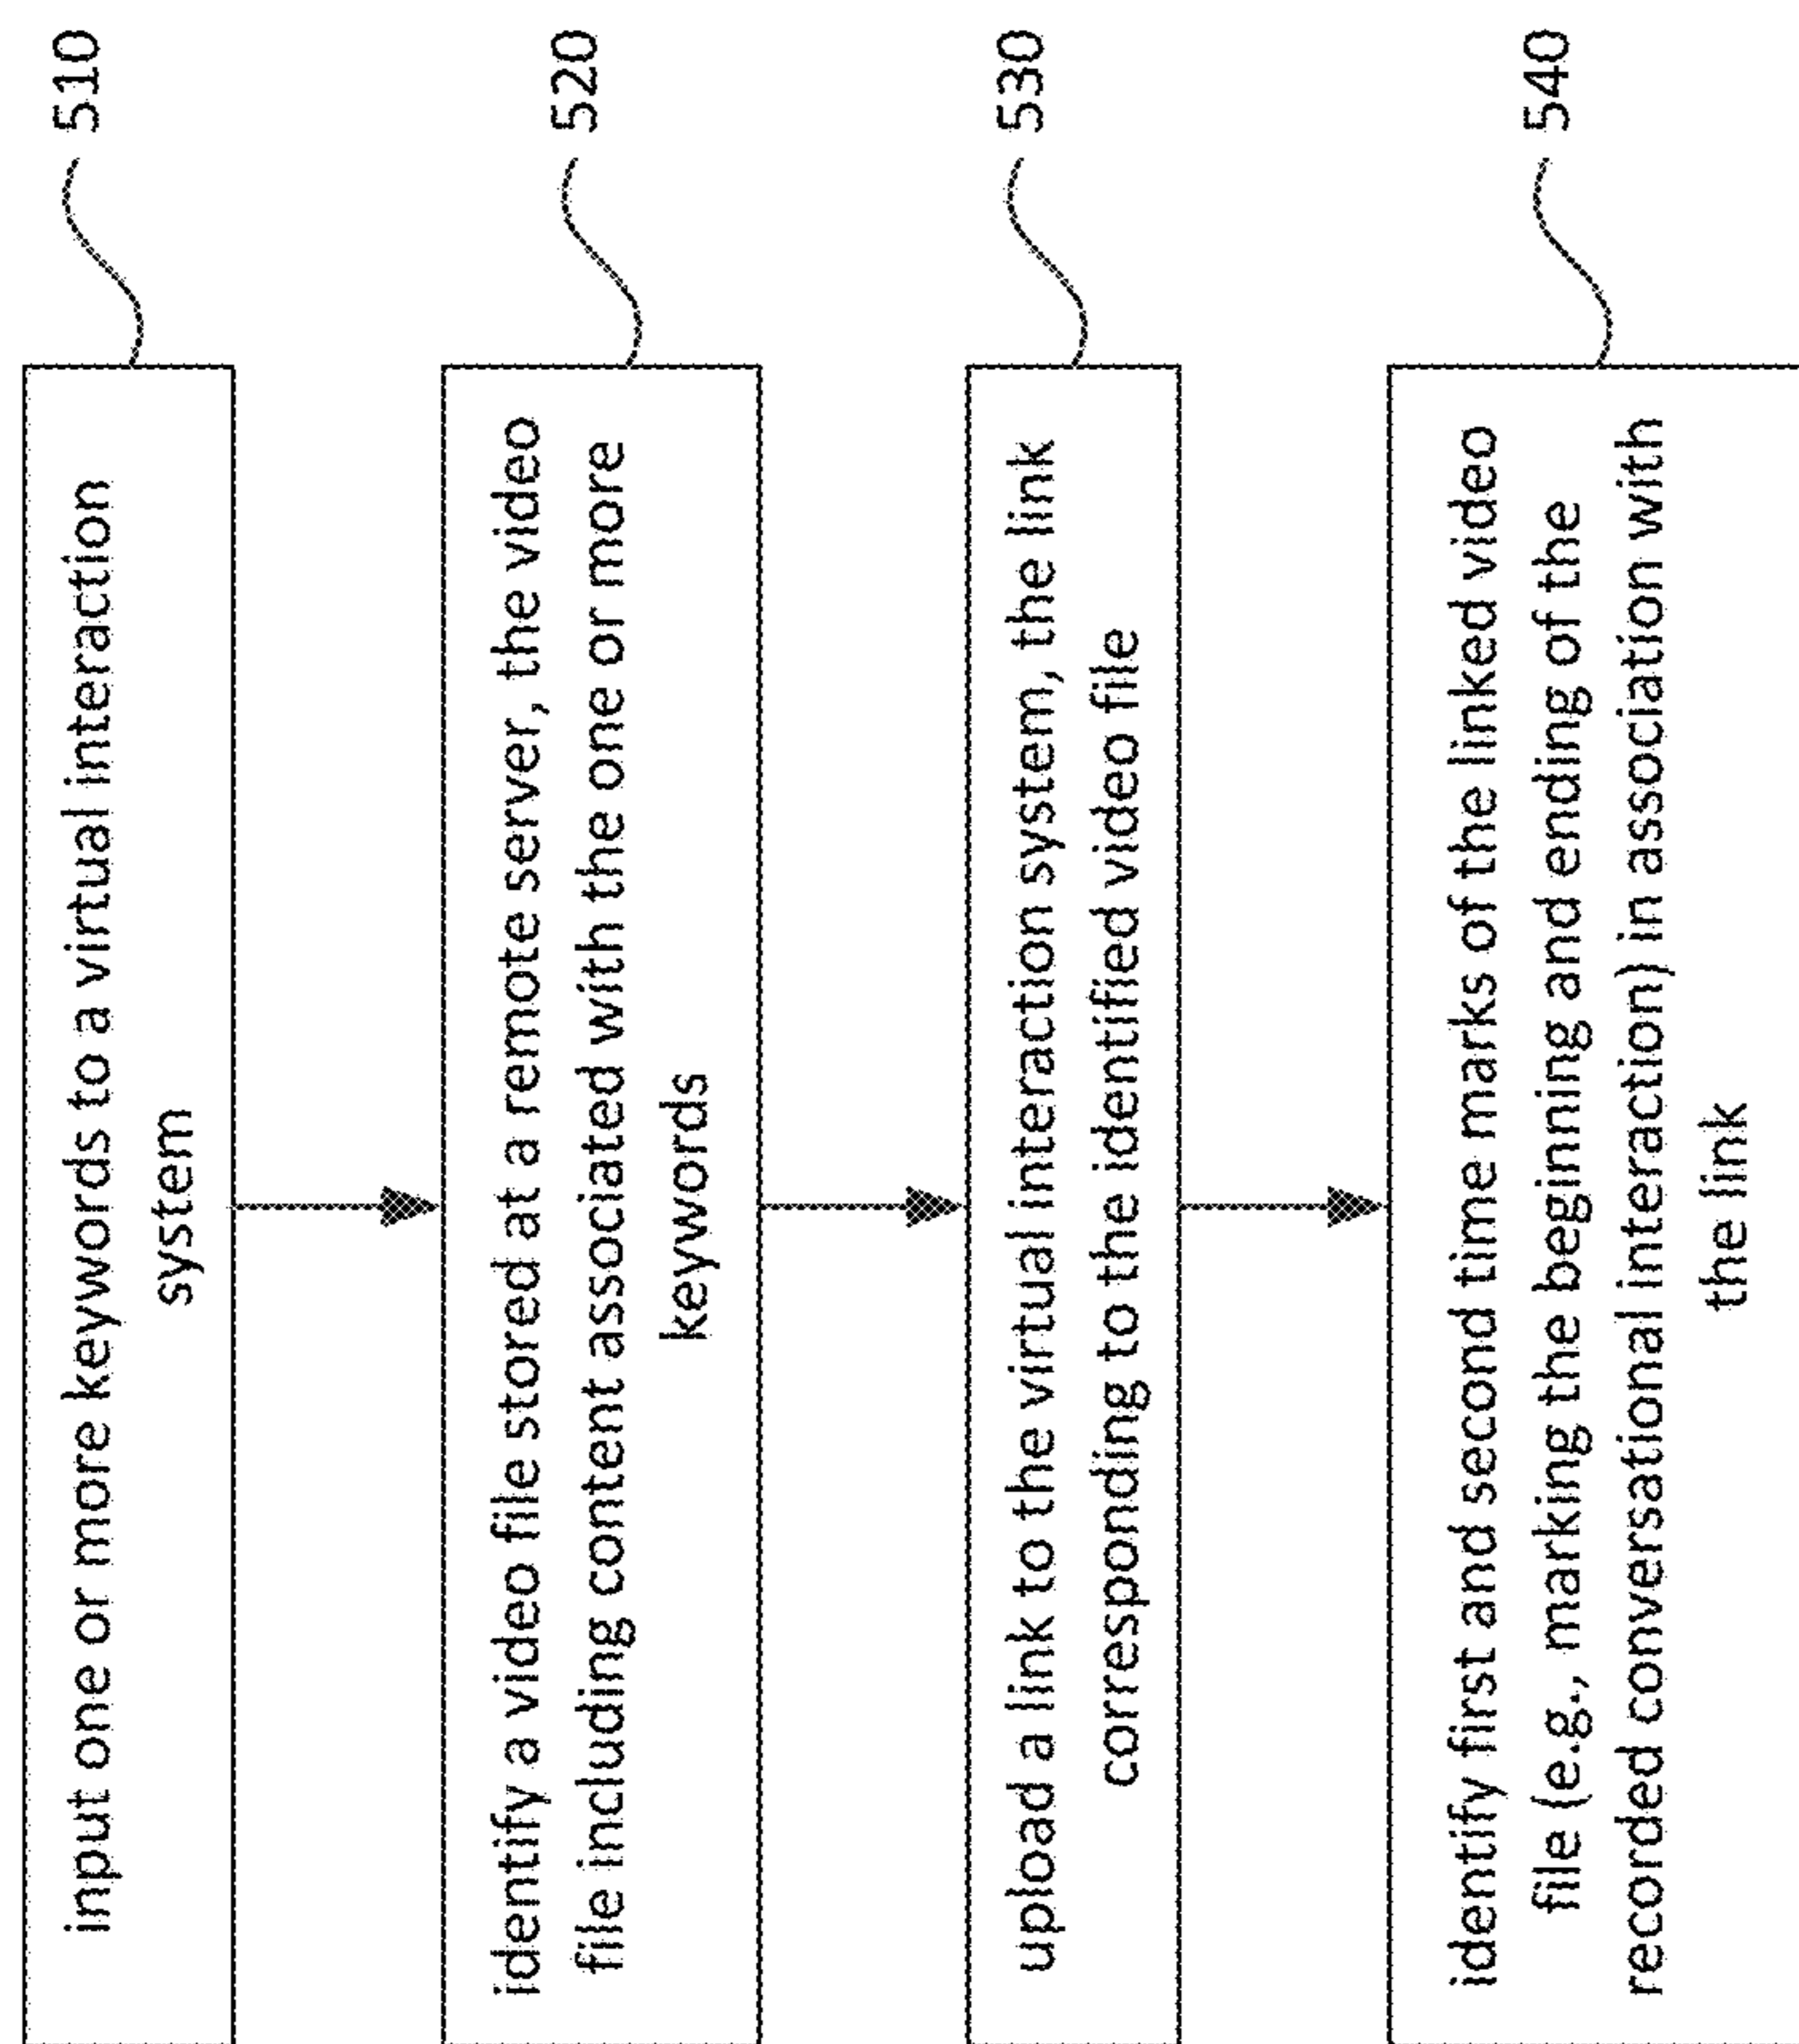 input one or more keywords to a virtual interaction
system
510
identify a video file stored at a remote server, the video
file including content associated with the one or more
keywords
520
upload a link to the virtual interaction system, the link
corresponding to the identified video file
530
identify first and second time marks of the linked video
file (e.g., marking the beginning and ending of the
recorded conversational interaction) in association with
the link
540